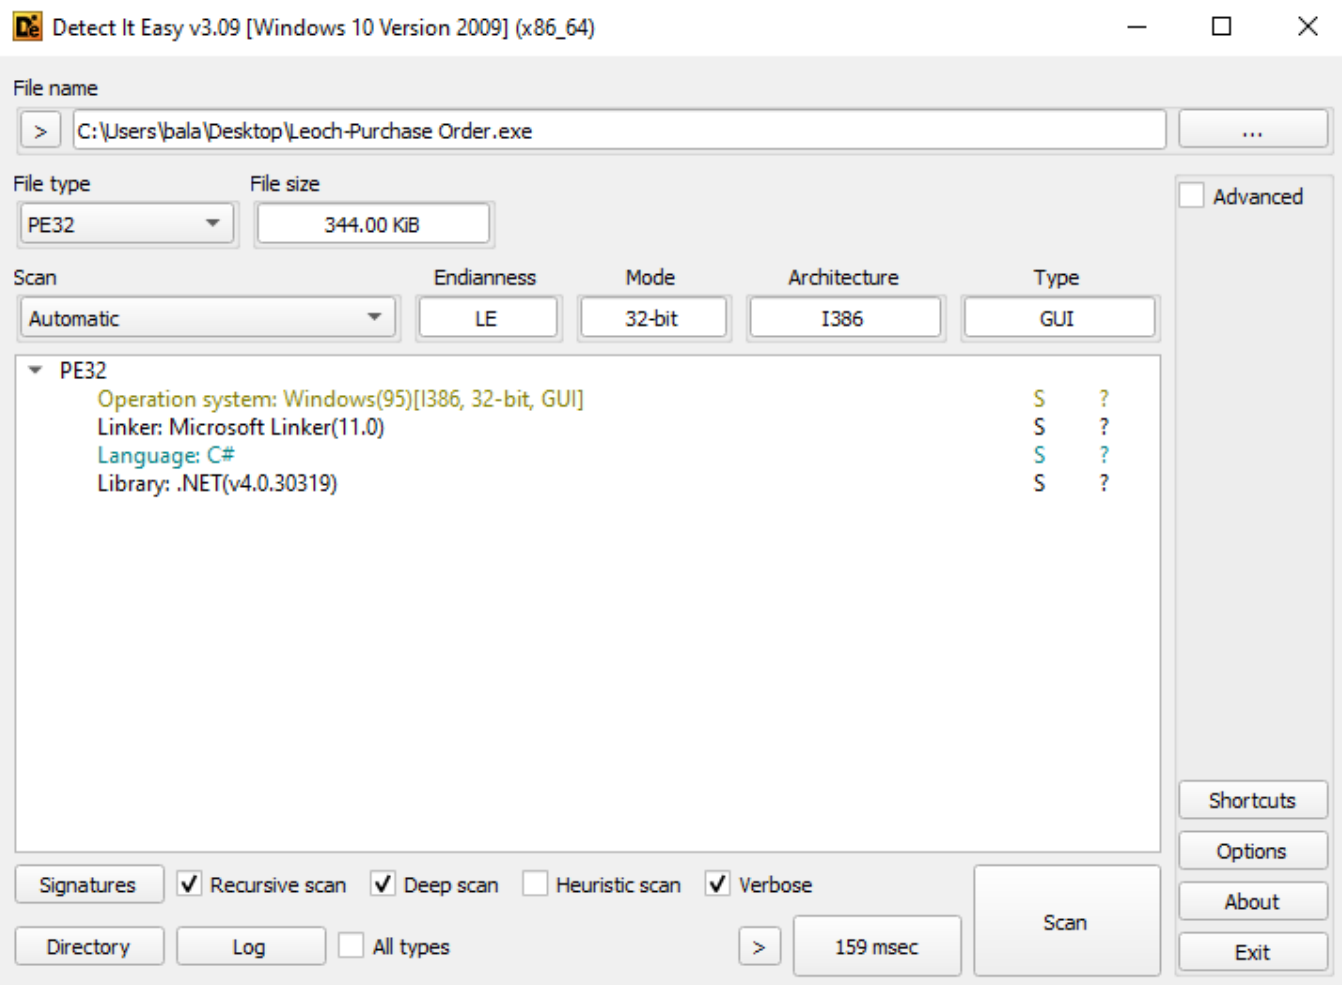 Detect It Easy v3.09 [Windows 10 Version 2009] (x86_64)
File name
> C:\Users\bala\Desktop\Leoch-Purchase Order.exe ...
File type File size
Advanced
PE32 344.00 KiB
Scan Endianness Mode Architecture Type
Automatic LE 32-bit I386 GUI
PE32
Operation system: Windows(95)[I386, 32-bit, GUI] S ?
Linker: Microsoft Linker(11.0) S ?
Language: C# S ?
Library: .NET(v4.0.30319) S ?
Shortcuts
Options
Signatures Recursive scan Deep scan Heuristic scan Verbose
About
Scan
Directory Log All types > 159 msec
Exit